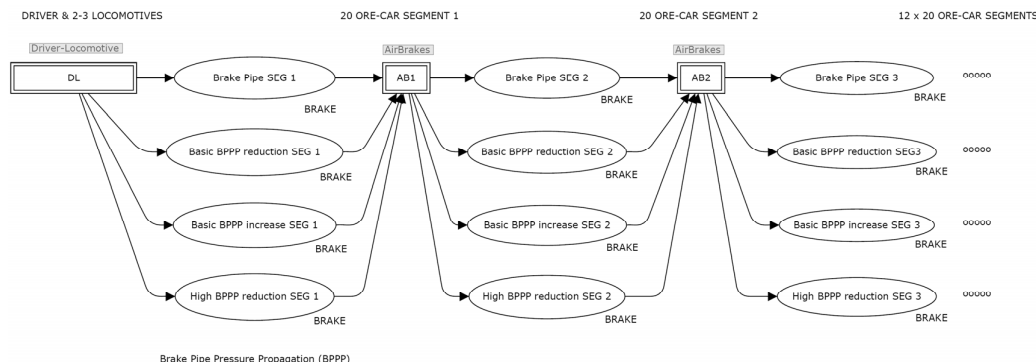 DRIVER & 2-3 LOCOMOTIVES 20 ORE-CAR SEGMENT 1 20 ORE-CAR SEGMENT 2 12 x 20 ORE-CAR SEGMENTS
Driver-Locomotive AirBrakes AirBrakes
DL Brake Pipe SEG 1 AB1 Brake Pipe SEG 2 AB2 Brake Pipe SEG 3 ooooo
BRAKE BRAKE BRAKE
Basic BPPP reduction SEG 1 Basic BPPP reduction SEG 2 Basic BPPP reduction SEG3 ooooo
BRAKE BRAKE BRAKE
Basic BPPP increase SEG 1 Basic BPPP increase SEG 2 Basic BPPP increase SEG 3 ooooo
BRAKE BRAKE BRAKE
High BPPP reduction SEG 1 High BPPP reduction SEG 2 High BPPP reduction SEG 3 ooooo
BRAKE BRAKE BRAKE
Brake Pipe Pressure Propagation (BPPP)